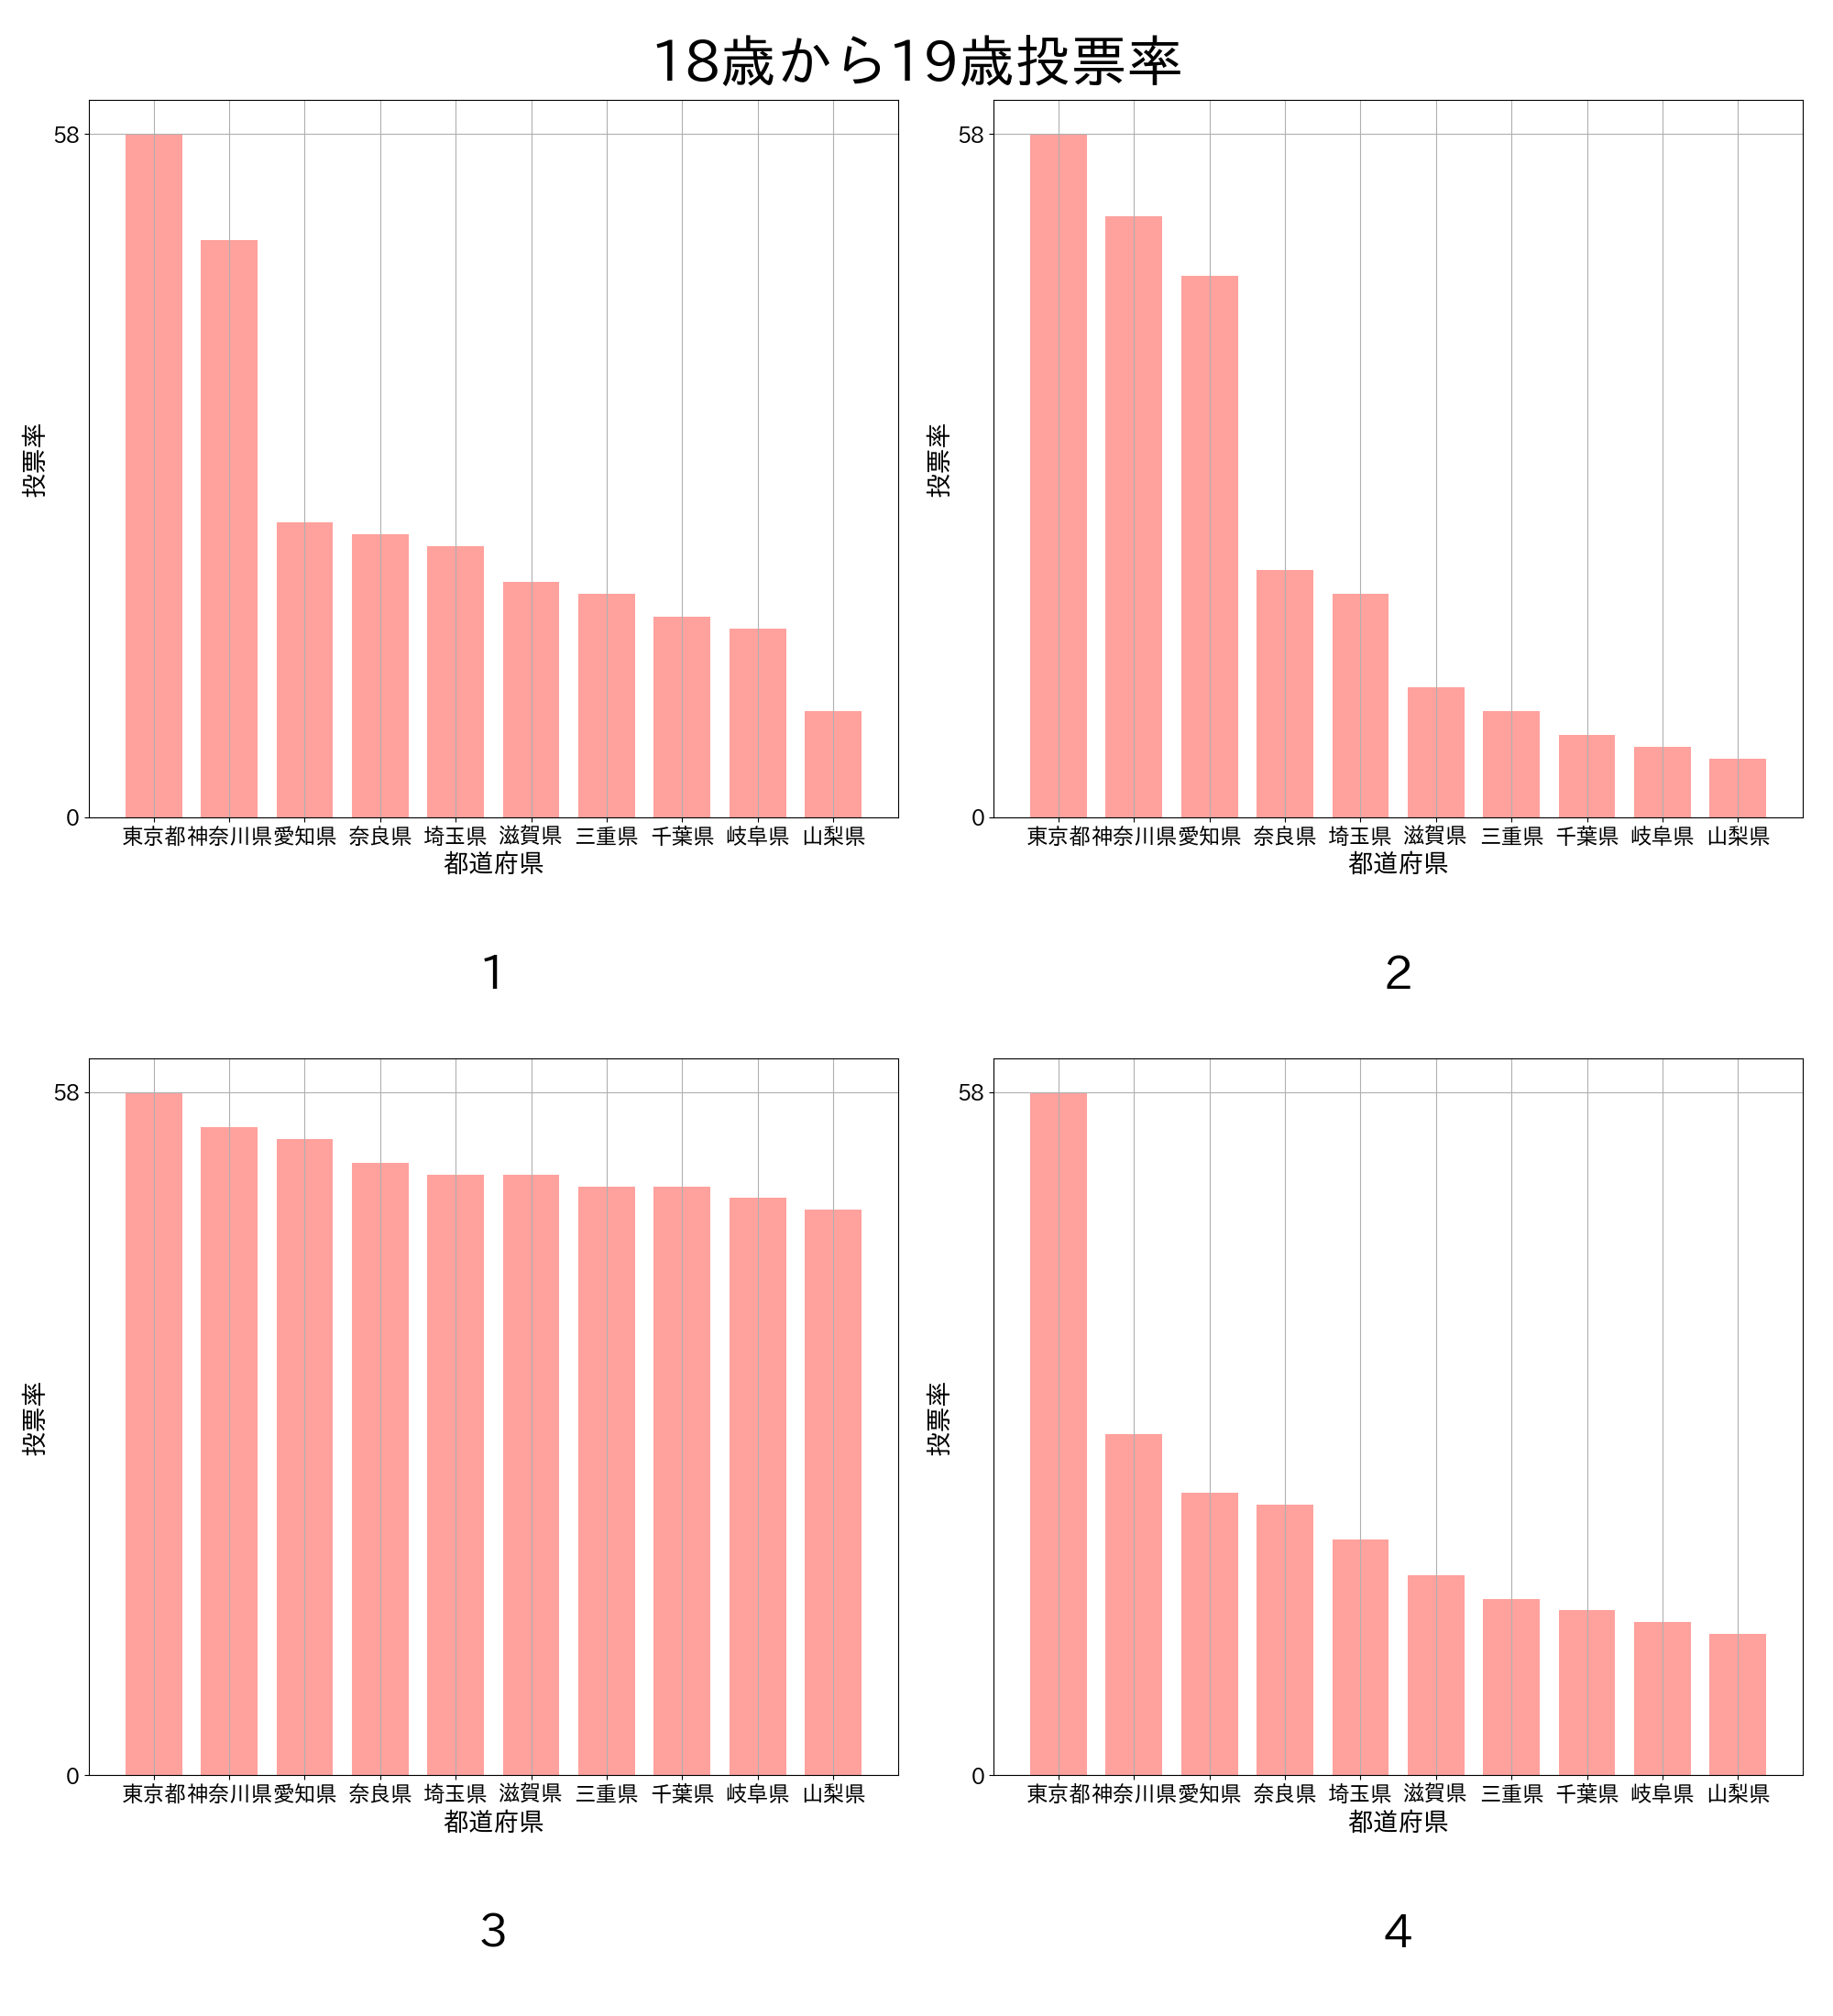 18歳から19歳投票率
58
0
投票率
東京都 神奈川県 愛知県 奈良県 埼玉県 滋賀県 三重県 千葉県 岐阜県 山梨県
都道府県
1
58
0
投票率
東京都 神奈川県 愛知県 奈良県 埼玉県 滋賀県 三重県 千葉県 岐阜県 山梨県
都道府県
2
58
0
投票率
東京都 神奈川県 愛知県 奈良県 埼玉県 滋賀県 三重県 千葉県 岐阜県 山梨県
都道府県
3
58
0
投票率
東京都 神奈川県 愛知県 奈良県 埼玉県 滋賀県 三重県 千葉県 岐阜県 山梨県
都道府県
4